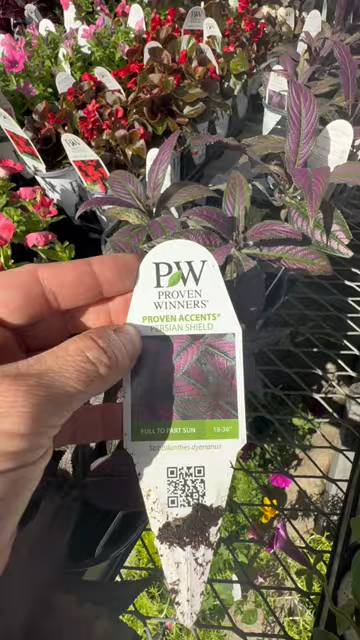 PW
PROVEN
WINNERS®
PROVEN ACCENTS®
PERSIAN SHIELD
FULL TO PART SUN 18-36"
Strobilanthes dyerianus